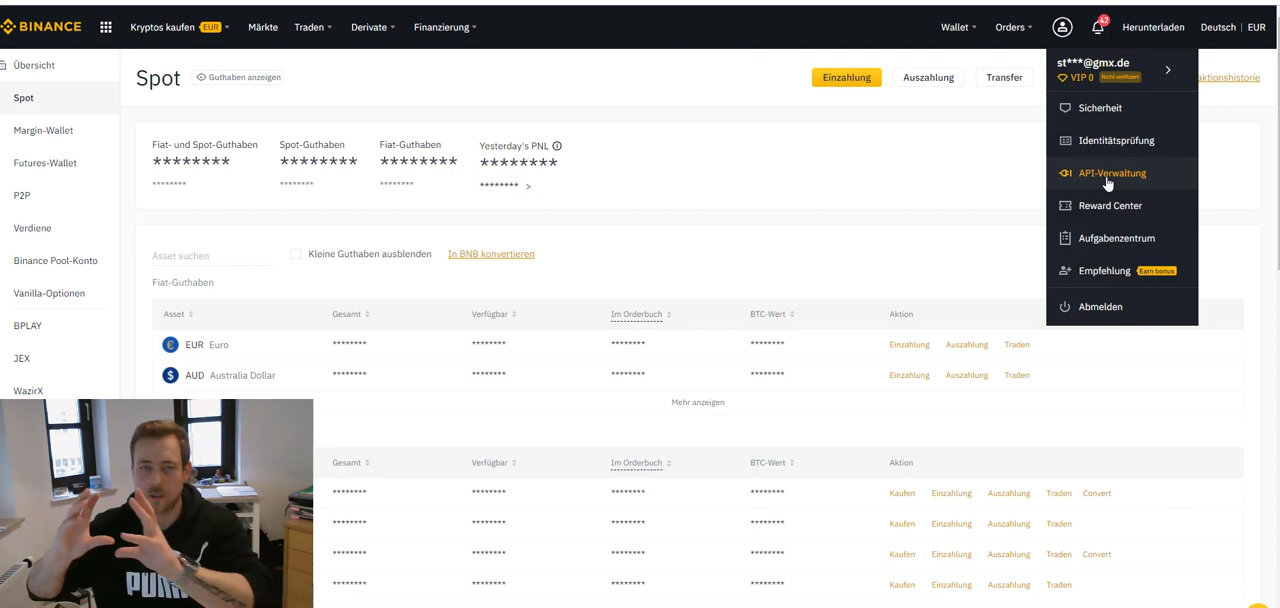 BINANCE Kryptos kaufen EUR Märkte Traden Derivate Finanzierung Wallet Orders 42 Herunterladen Deutsch | EUR
Übersicht
Spot
Margin-Wallet
Futures-Wallet
P2P
Verdiene
Binance Pool-Konto
Vanilla-Optionen
BPLAY
JEX
WazirX
Spot Guthaben anzeigen Einzahlung Auszahlung Transfer aktionshistorie
st***@gmx.de
VIP 0 Nicht verifiziert
Sicherheit
Identitätsprüfung
API-Verwaltung
Reward Center
Aufgabenzentrum
Empfehlung Earn bonus
Abmelden
Fiat- und Spot-Guthaben Spot-Guthaben Fiat-Guthaben Yesterday's PNL
******** ******** ******** ********
******** ******** ******** ******** >
Asset suchen Kleine Guthaben ausblenden In BNB konvertieren
Fiat-Guthaben
Asset Gesamt Verfügbar Im Orderbuch BTC-Wert Aktion
EUR Euro ******** ******** ******** ******** Einzahlung Auszahlung Traden
AUD Australia Dollar ******** ******** ******** ******** Einzahlung Auszahlung Traden
Mehr anzeigen
Gesamt Verfügbar Im Orderbuch BTC-Wert Aktion
******** ******** ******** ******** Kaufen Einzahlung Auszahlung Traden Convert
******** ******** ******** ******** Kaufen Einzahlung Auszahlung Traden
******** ******** ******** ******** Kaufen Einzahlung Auszahlung Traden Convert
******** ******** ******** ******** Kaufen Einzahlung Auszahlung Traden
PUMA